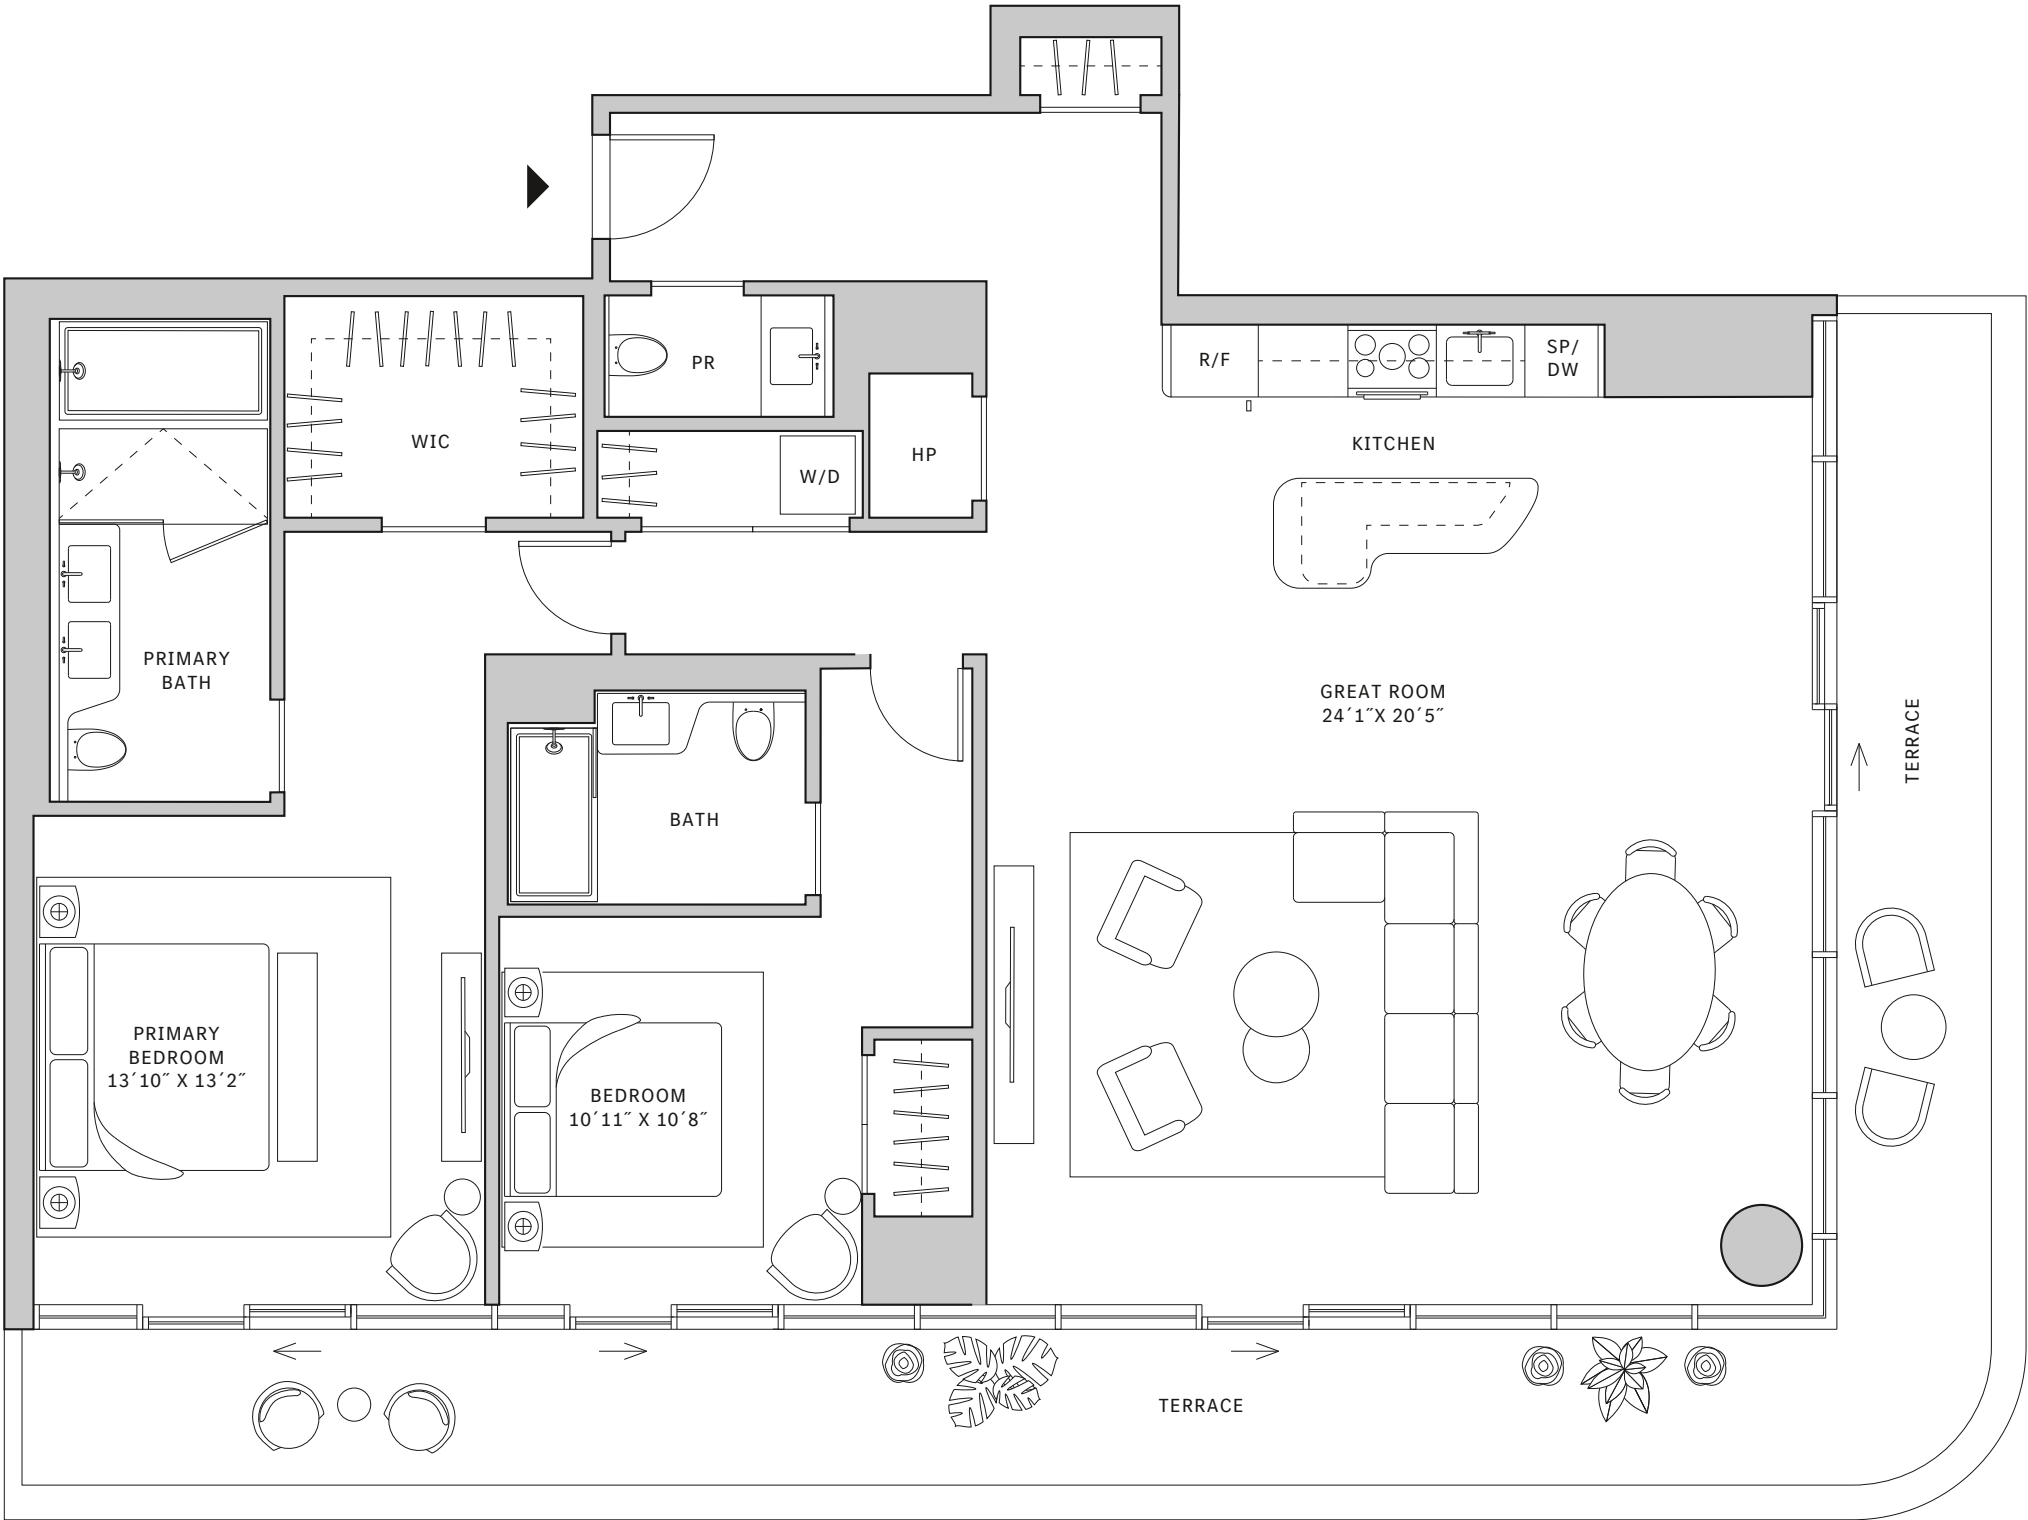 PR
R/F
SP/
DW
WIC
W/D
HP
KITCHEN
PRIMARY
BATH
GREAT ROOM
24´1˝X 20´5˝
TERRACE
BATH
PRIMARY
BEDROOM
13´10˝ X 13´2˝
BEDROOM
10´11˝ X 10´8˝
TERRACE